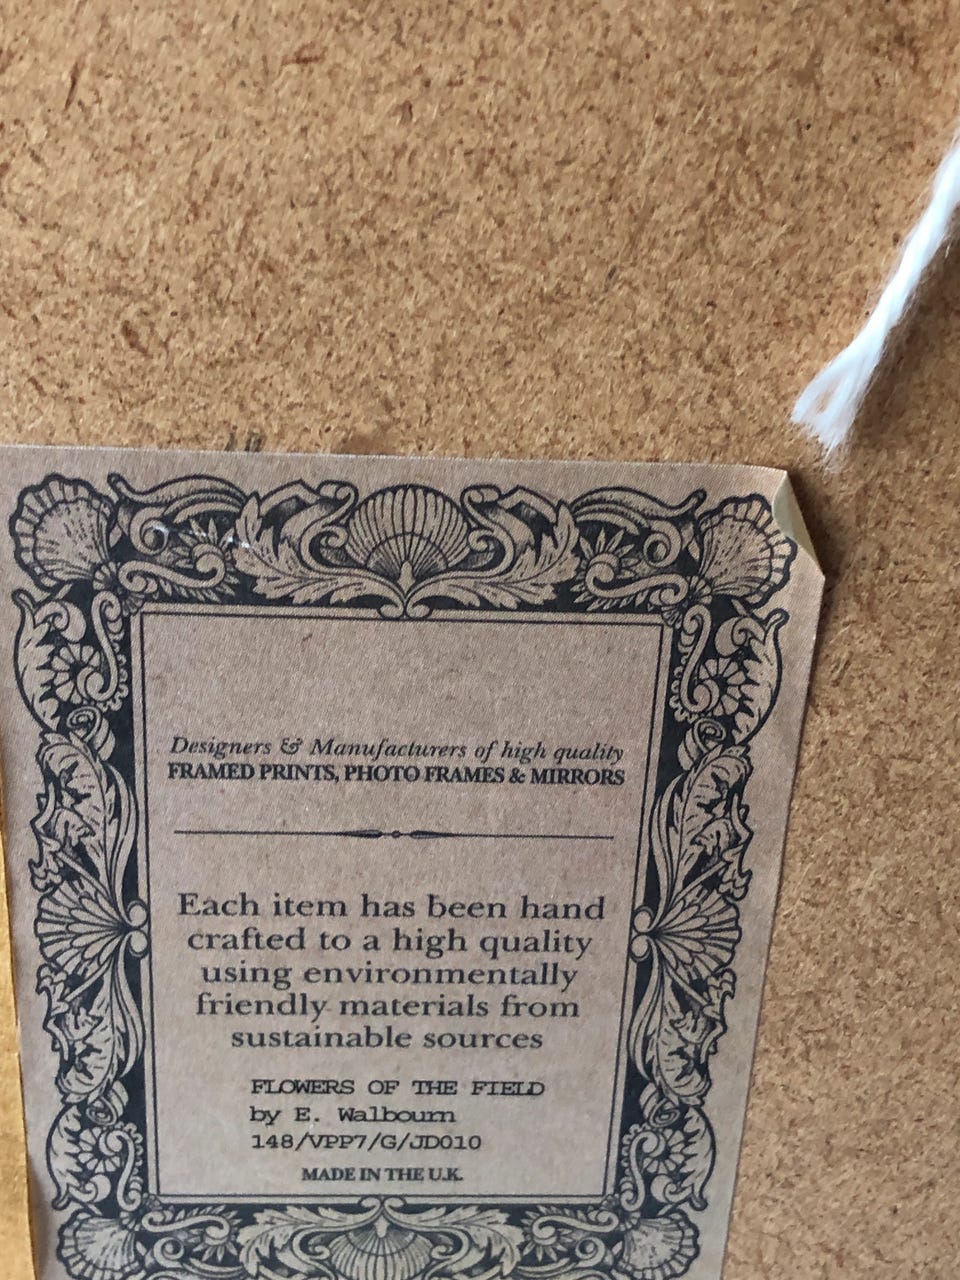 Designers & Manufacturers of high quality
FRAMED PRINTS, PHOTO FRAMES & MIRRORS
Each item has been hand
crafted to a high quality
using environmentally
friendly materials from
sustainable sources
FLOWERS OF THE FIELD
by E. Walbourn
148/VPP7/G/JD010
MADE IN THE U.K.